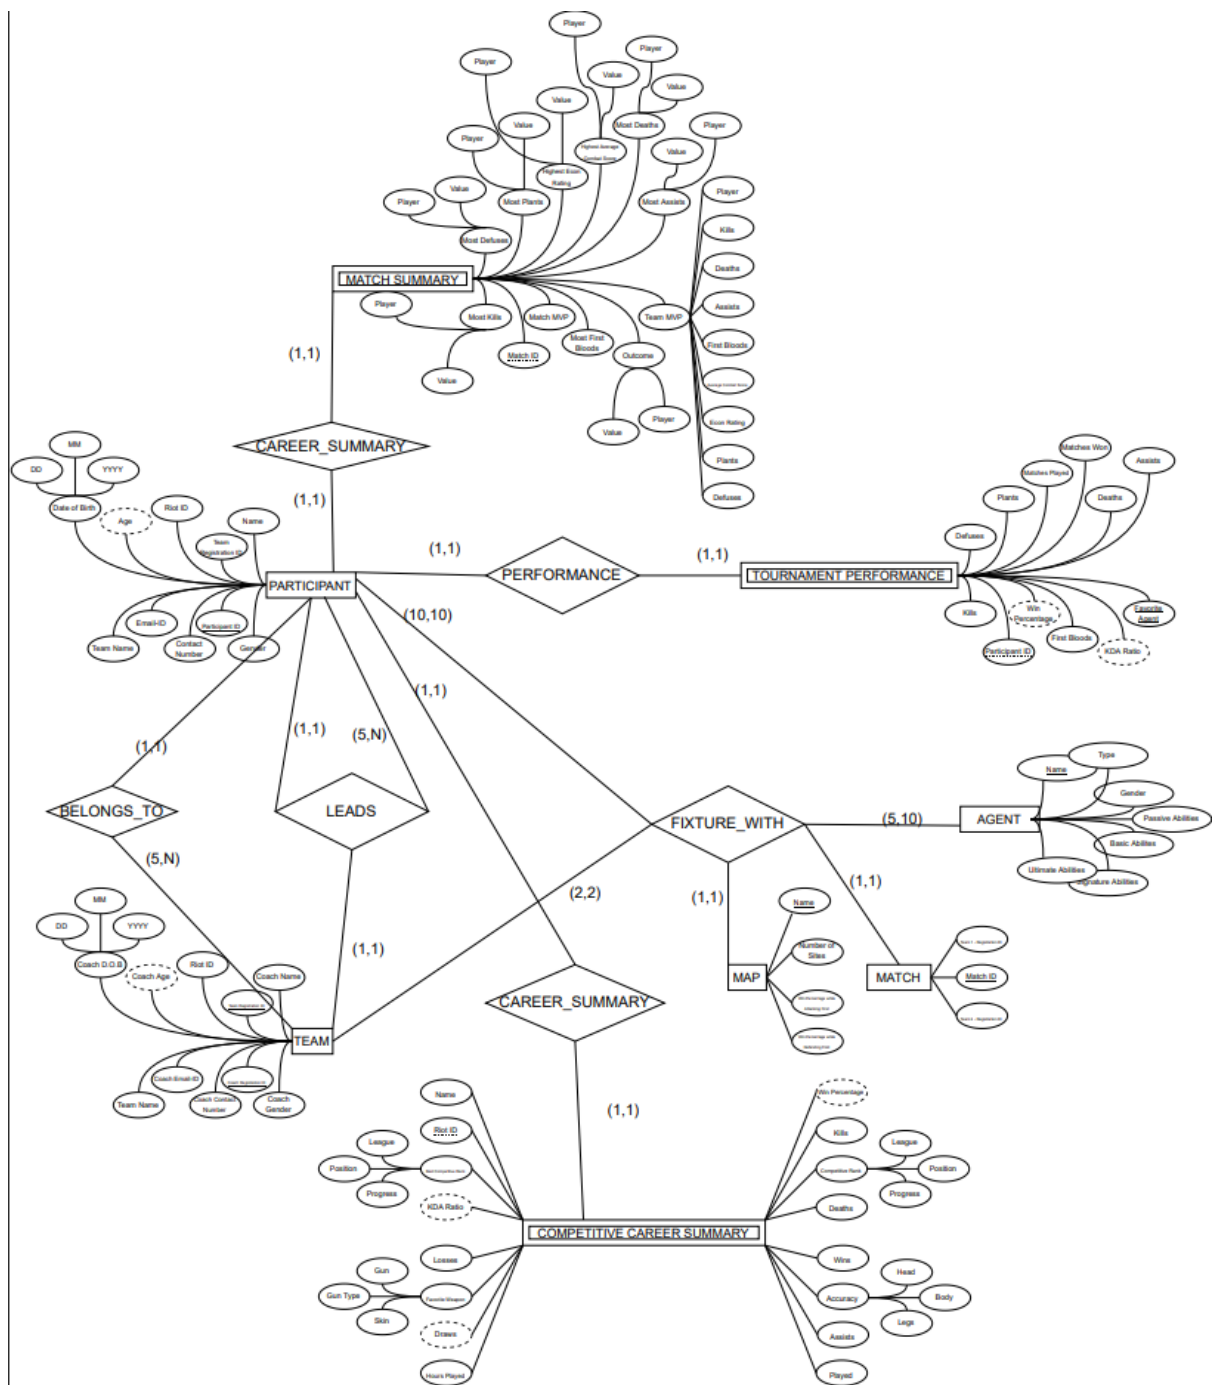 Player
Player
Player
Value
Value
Value
Value
Most Deaths
Player
Player
Value
Highest Average
Combat Score
Value
Highest Econ
Rating
Player
Value
Most Plants
Most Assists
Player
Most Defuses
Kills
Deaths
MATCH SUMMARY
Player
Most Kills
Match MVP
Team MVP
Assists
Most First
Bloods
First Bloods
Match ID
Outcome
(1,1)
Value
Econ Rating
Player
Value
CAREER_SUMMARY
Plants
Defuses
MM
DD
YYYY
Date of Birth
Riot ID
Name
Age
Team
Registration ID
(1,1)
Matches Won
Matches Played
Assists
Plants
Deaths
Defuses
PARTICIPANT
(1,1)
PERFORMANCE
(1,1)
TOURNAMENT PERFORMANCE
Email-ID
Participant ID
Team Name
Contact
Number
Gender
(10,10)
Kills
Win
Percentage
Favorite
Agent
First Bloods
Participant ID
KDA Ratio
(1,1)
(1,1)
(1,1)
(5,N)
BELONGS_TO
LEADS
FIXTURE_WITH
(5,10)
AGENT
Name
Type
Gender
Passive Abilities
Basic Abilites
Ultimate Abilities
Signature Abilities
(5,N)
(2,2)
(1,1)
(1,1)
MM
DD
YYYY
Coach D.O.B
Riot ID
Coach Name
Coach Age
(1,1)
Name
Number of
Sites
MAP
MATCH
Match ID
CAREER_SUMMARY
TEAM
Coach Email-ID
Team Name
Coach Contact
Number
Coach
Gender
(1,1)
Name
Riot ID
League
Position
Progress
KDA Ratio
Losses
Gun
Gun Type
Favorite Weapon
Skin
Draws
Hours Played
COMPETITIVE CAREER SUMMARY
Win Percentage
Kills
Competitive Rank
League
Position
Progress
Deaths
Wins
Accuracy
Head
Body
Legs
Assists
Played